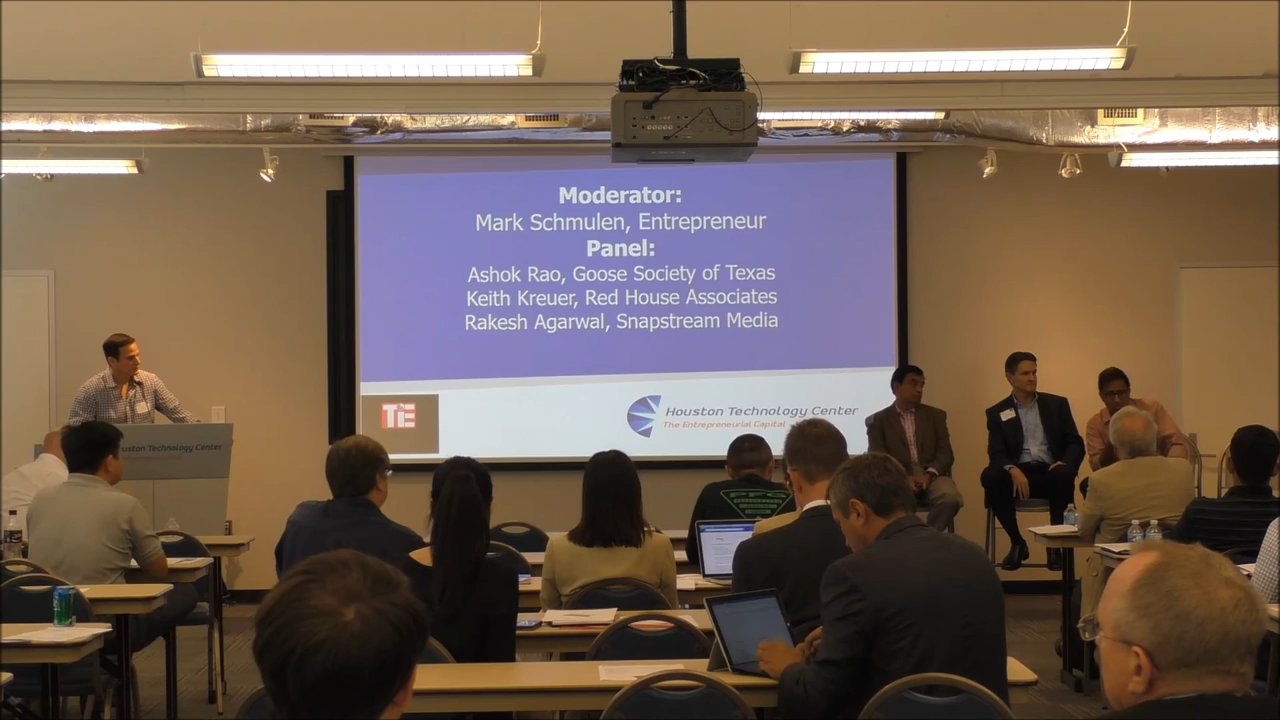 Moderator:
Mark Schmulen, Entrepreneur
Panel:
Ashok Rao, Goose Society of Texas
Keith Kreuer, Red House Associates
Rakesh Agarwal, Snapstream Media
TiE
Houston Technology Center
The Entrepreneurial Capital
ouston Technology Center